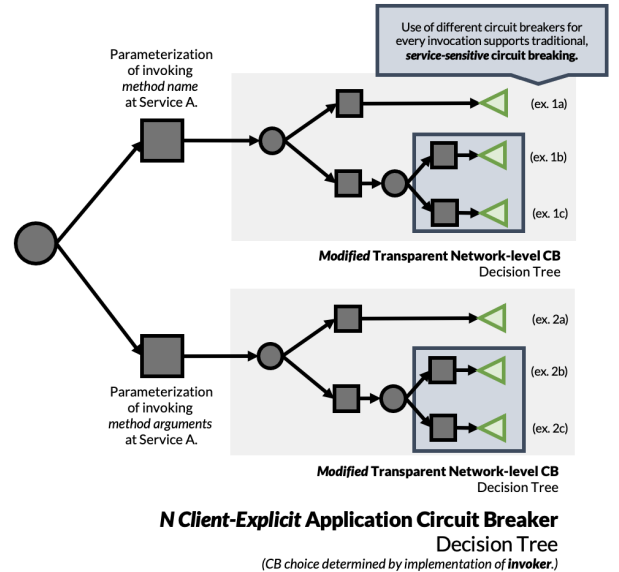 Use of different circuit breakers for
every invocation supports traditional,
service-sensitive circuit breaking.
Parameterization
of invoking
method name
at Service A.
(ex. 1a)
(ex. 1b)
(ex. 1c)
Modified Transparent Network-level CB
Decision Tree
(ex. 2a)
(ex. 2b)
(ex. 2c)
Parameterization
of invoking
method arguments
at Service A.
Modified Transparent Network-level CB
Decision Tree
N Client-Explicit Application Circuit Breaker
Decision Tree
(CB choice determined by implementation of invoker.)